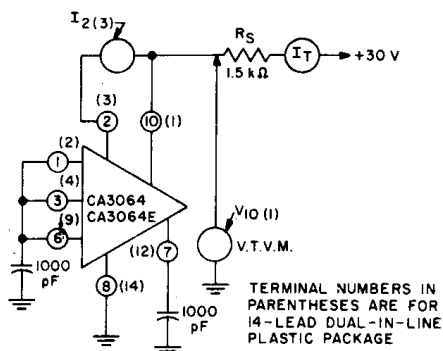 I2(3)
RS
1.5 kΩ
IT
+30 V
(3)
2
10 (1)
(2)
1
(4)
3
(9)
6
CA3064
CA3064E
(12)
7
V10(1)
V.T.V.M.
1000
pF
8 (14)
1000
pF
TERMINAL NUMBERS IN
PARENTHESES ARE FOR
14-LEAD DUAL-IN-LINE
PLASTIC PACKAGE